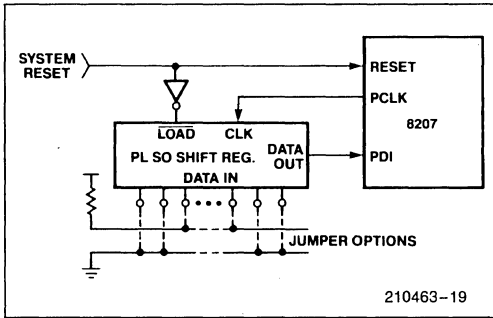 SYSTEM
RESET
RESET
PCLK
8207
PDI
LOAD
CLK
DATA
OUT
PL SO SHIFT REG.
DATA IN
JUMPER OPTIONS
210463-19